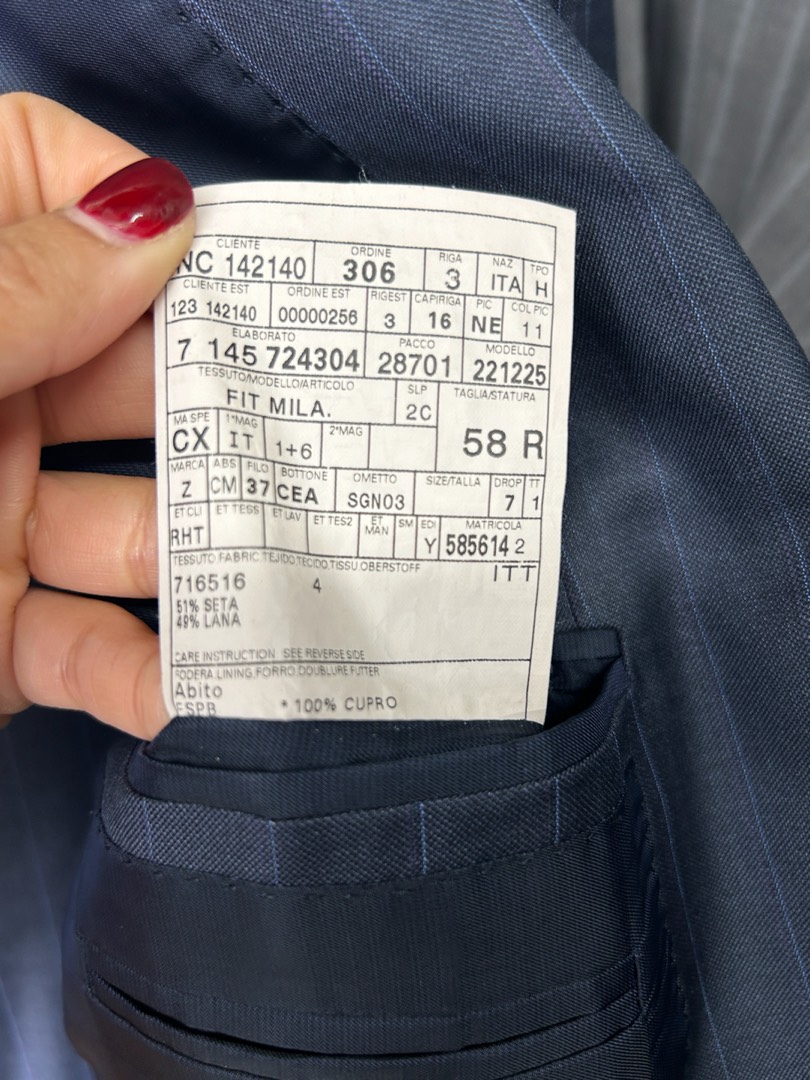 CLIENTE ORDINE RIGA NAZ TPO
NC 142140 306 3 ITA H
CLIENTE EST ORDINE EST RIGEST CAPIRIGA PIC COL PIC
123 142140 00000256 3 16 NE 11
ELABORATO PACCO MODELLO
7 145 724304 28701 221225
TESSUTO/MODELLO/ARTICOLO SLP TAGLIA/STATURA
FIT MILA. 2C 58 R
MA SPE 1°MAG 2°MAG
CX IT 1+6
MARCA ABS FILO BOTTONE OMETTO SIZE/TALLA DROP TT
Z CM 37 CEA SGN03 7 1
ET CLI ET TESS ET LAV ET TES2 ET MAN SM EDI MATRICOLA
RHT Y 585614 2
TESSUTO.FABRIC.TEJIDO.TECIDO.TISSU.OBERSTOFF ITT
716516 4
51% SETA
49% LANA
CARE INSTRUCTION SEE REVERSE SIDE
FODERA.LINING.FORRO.DOUBLURE.FUTTER
Abito
FSPB * 100% CUPRO